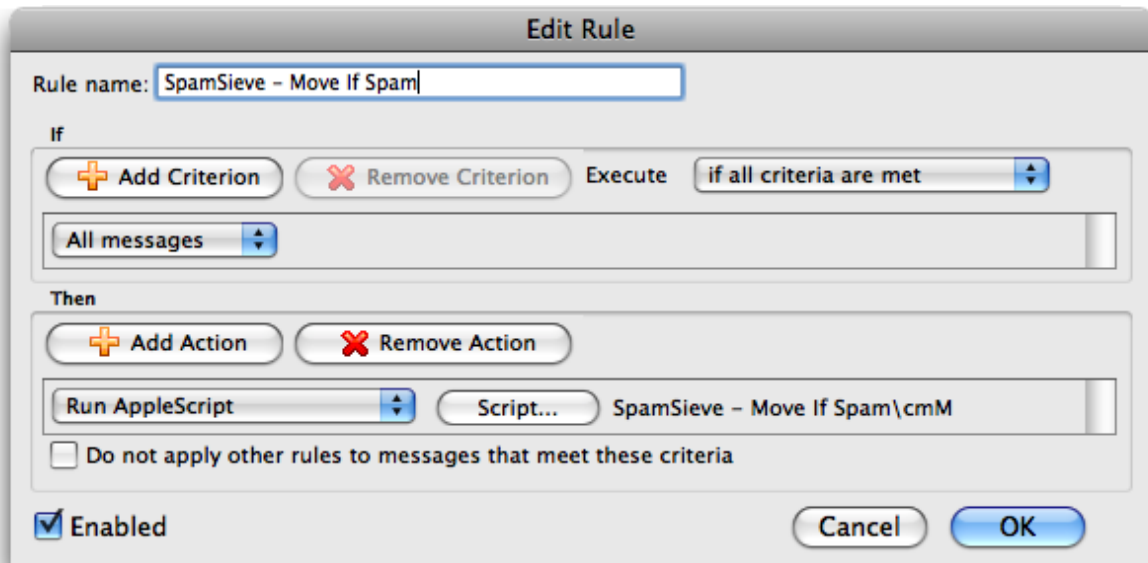 Edit Rule
Rule name: SpamSieve - Move If Spam
If
Add Criterion Remove Criterion Execute if all criteria are met
All messages
Then
Add Action Remove Action
Run AppleScript Script... SpamSieve - Move If Spam\cmM
Do not apply other rules to messages that meet these criteria
Enabled Cancel OK